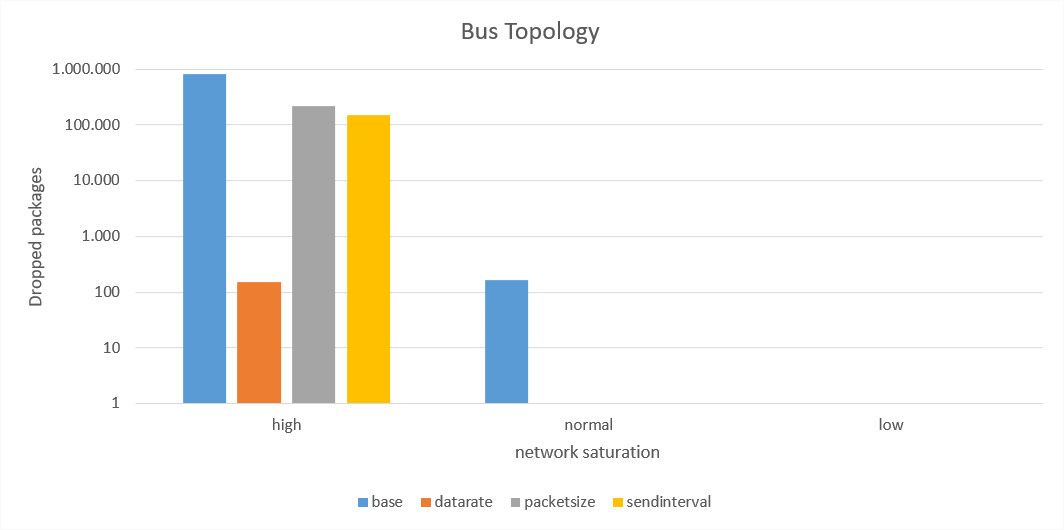 Bus Topology
Dropped packages
1.000.000
100.000
10.000
1.000
100
10
1
high normal low
network saturation
base datarate packetsize sendinterval